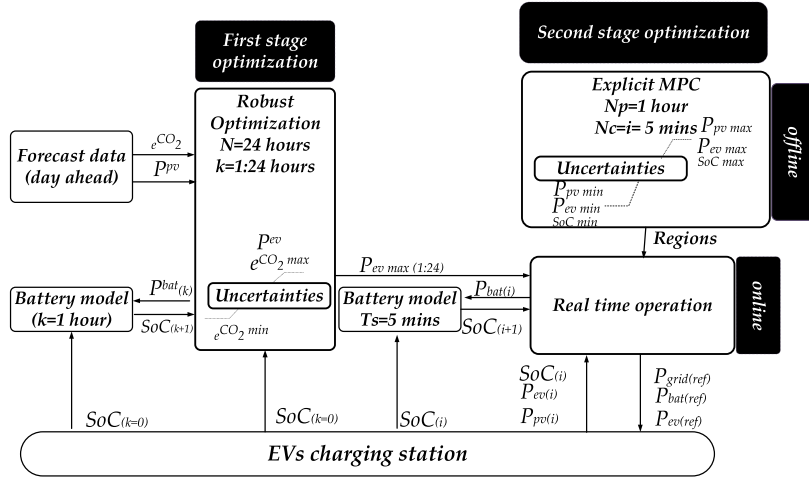 First stage
optimization
Second stage optimization
Robust
Optimization
N=24 hours
k=1:24 hours
Explicit MPC
Np=1 hour
Nc=i= 5 mins
P pv max
P ev max
SoC max
Uncertainties
P pv min
P ev min
SoC min
offline
Forecast data
(day ahead)
eCO2
Ppv
Regions
Pev
eCO2 max
Uncertainties
eCO2 min
Pev max (1:24)
Battery model
(k=1 hour)
Pbat(k)
SoC(k+1)
Battery model
Ts=5 mins
Pbat(i)
SoC(i+1)
Real time operation
online
SoC(k=0)
SoC(k=0)
SoC(i)
SoC(i)
Pev(i)
Ppv(i)
Pgrid(ref)
Pbat(ref)
Pev(ref)
EVs charging station